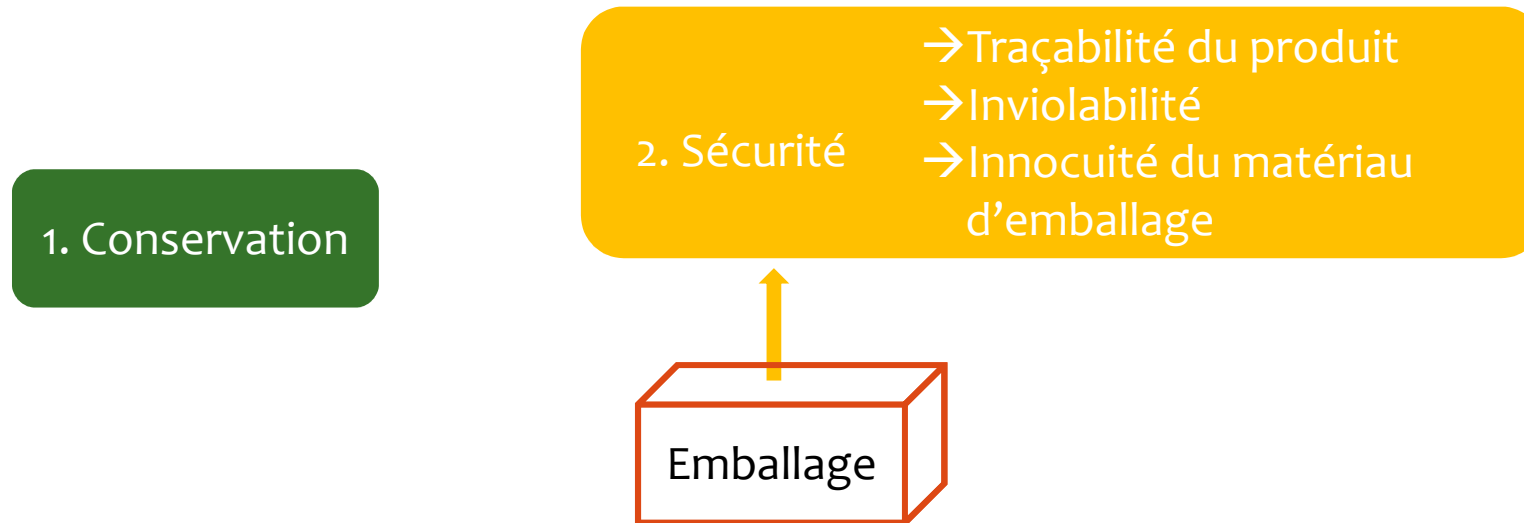 1. Conservation
2. Sécurité
→Traçabilité du produit
→Inviolabilité
→Innocuité du matériau
d’emballage
Emballage